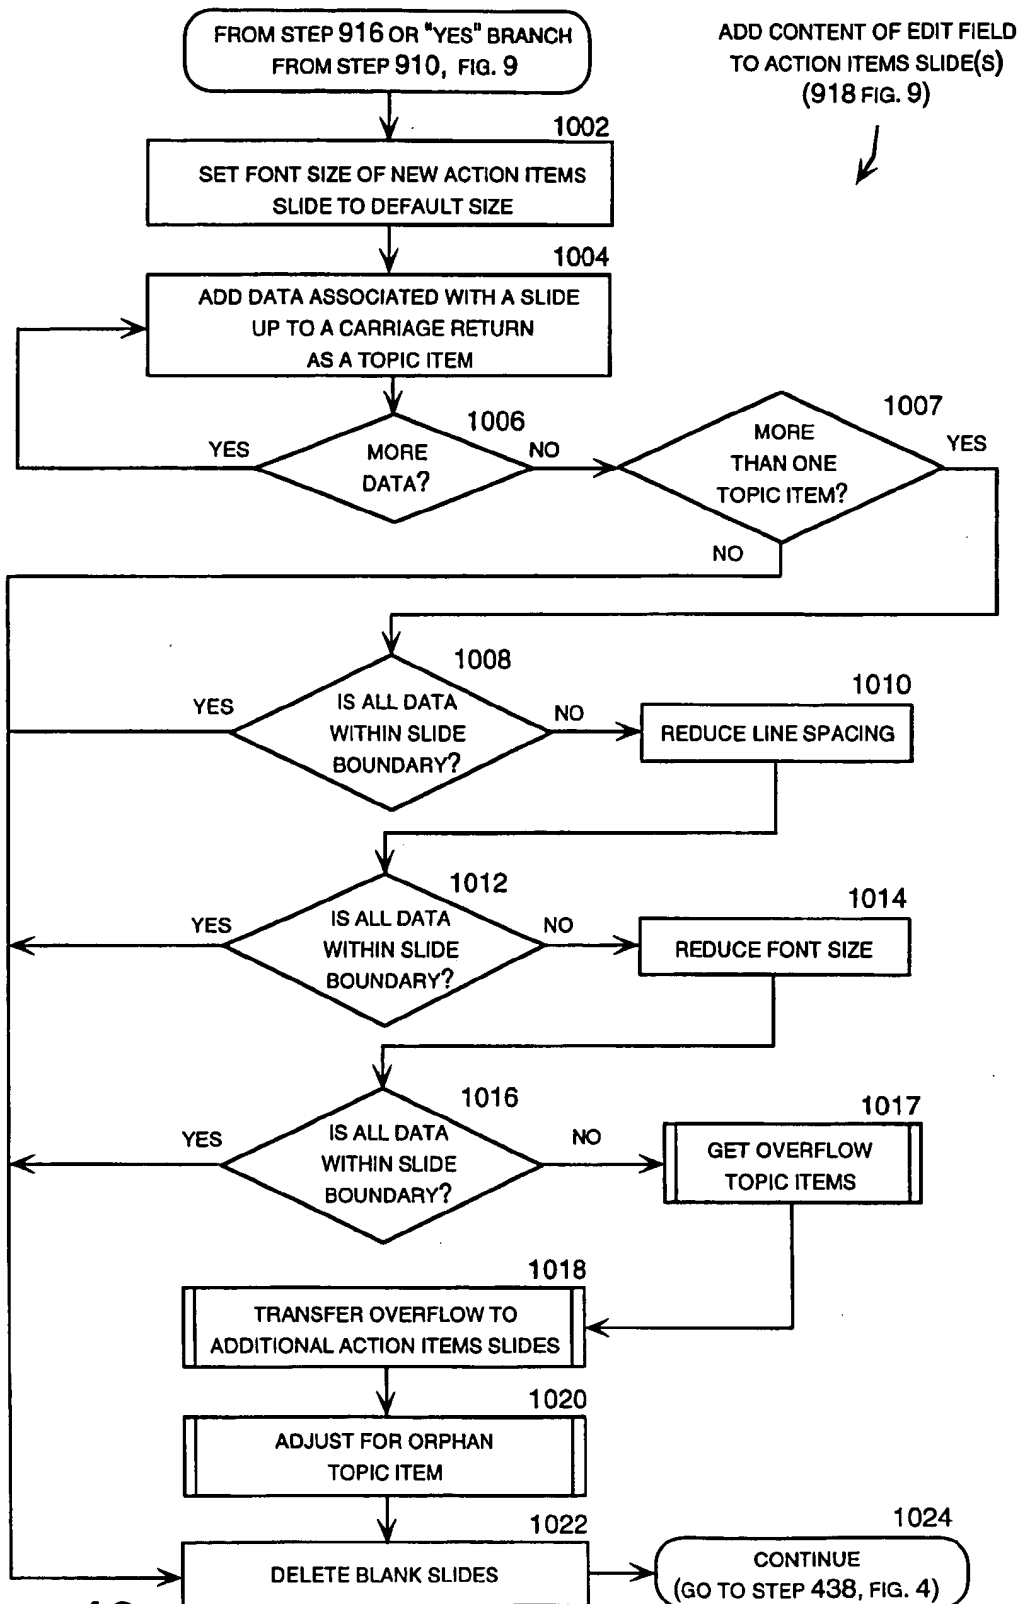 FROM STEP 916 OR "YES" BRANCH
FROM STEP 910, FIG. 9
ADD CONTENT OF EDIT FIELD
TO ACTION ITEMS SLIDE(S)
(918 FIG. 9)
1002
SET FONT SIZE OF NEW ACTION ITEMS
SLIDE TO DEFAULT SIZE
1004
ADD DATA ASSOCIATED WITH A SLIDE
UP TO A CARRIAGE RETURN
AS A TOPIC ITEM
1006
MORE
DATA?
YES
NO
1007
MORE
THAN ONE
TOPIC ITEM?
YES
NO
1008
IS ALL DATA
WITHIN SLIDE
BOUNDARY?
YES
NO
1010
REDUCE LINE SPACING
1012
IS ALL DATA
WITHIN SLIDE
BOUNDARY?
YES
NO
1014
REDUCE FONT SIZE
1016
IS ALL DATA
WITHIN SLIDE
BOUNDARY?
YES
NO
1017
GET OVERFLOW
TOPIC ITEMS
1018
TRANSFER OVERFLOW TO
ADDITIONAL ACTION ITEMS SLIDES
1020
ADJUST FOR ORPHAN
TOPIC ITEM
1022
DELETE BLANK SLIDES
1024
CONTINUE
(GO TO STEP 438, FIG. 4)